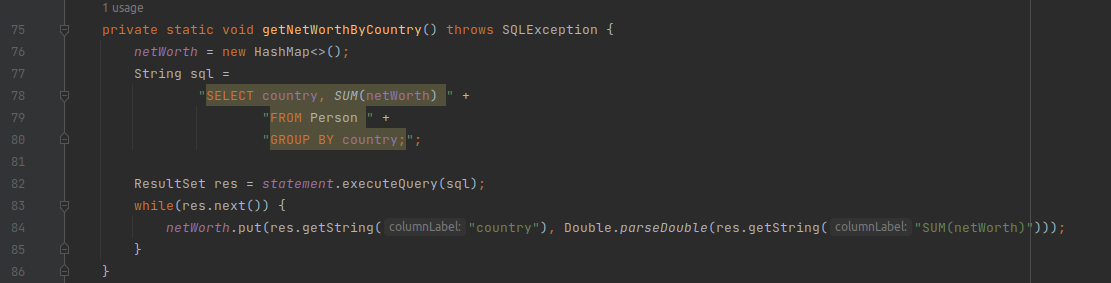 1 usage
75 private static void getNetWorthByCountry() throws SQLException {
76 netWorth = new HashMap<>();
77 String sql =
78 "SELECT country, SUM(netWorth) " +
79 "FROM Person " +
80 "GROUP BY country;";
81
82 ResultSet res = statement.executeQuery(sql);
83 while(res.next()) {
84 netWorth.put(res.getString( columnLabel: "country"), Double.parseDouble(res.getString( columnLabel: "SUM(netWorth)")));
85 }
86 }